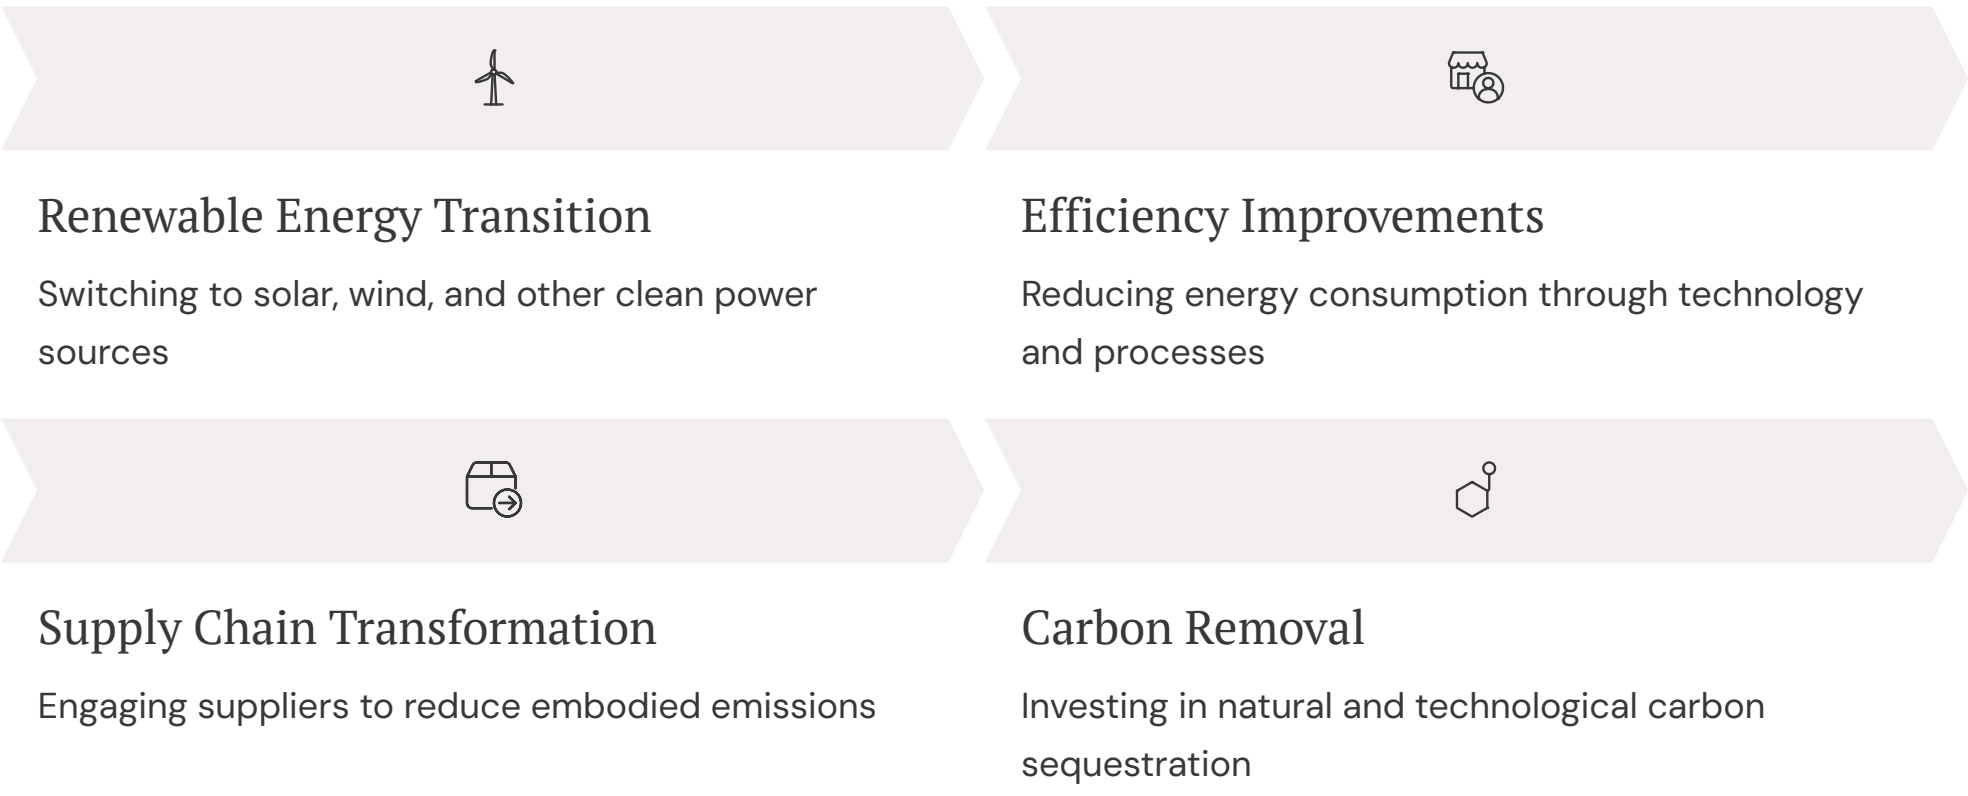 Renewable Energy Transition
Switching to solar, wind, and other clean power
sources
Efficiency Improvements
Reducing energy consumption through technology
and processes
Supply Chain Transformation
Engaging suppliers to reduce embodied emissions
Carbon Removal
Investing in natural and technological carbon
sequestration